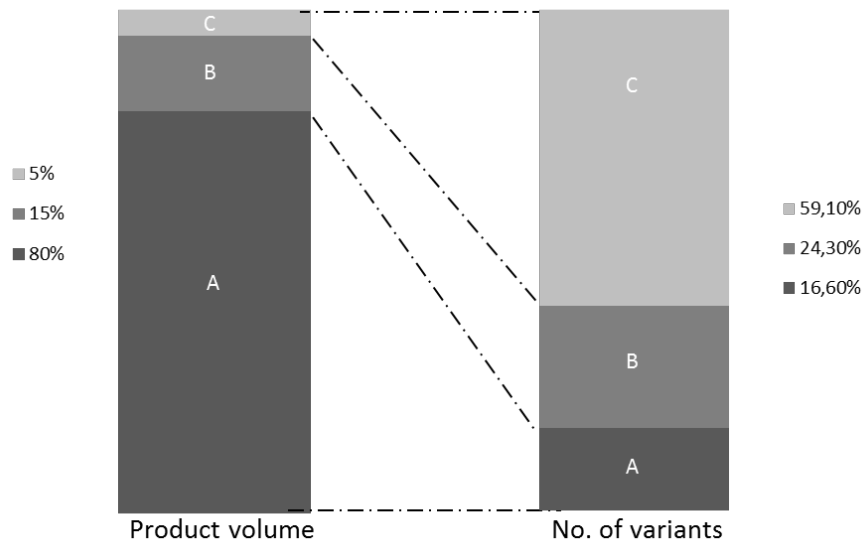 C
B
A
5%
15%
80%
Product volume
C
B
A
59,10%
24,30%
16,60%
No. of variants